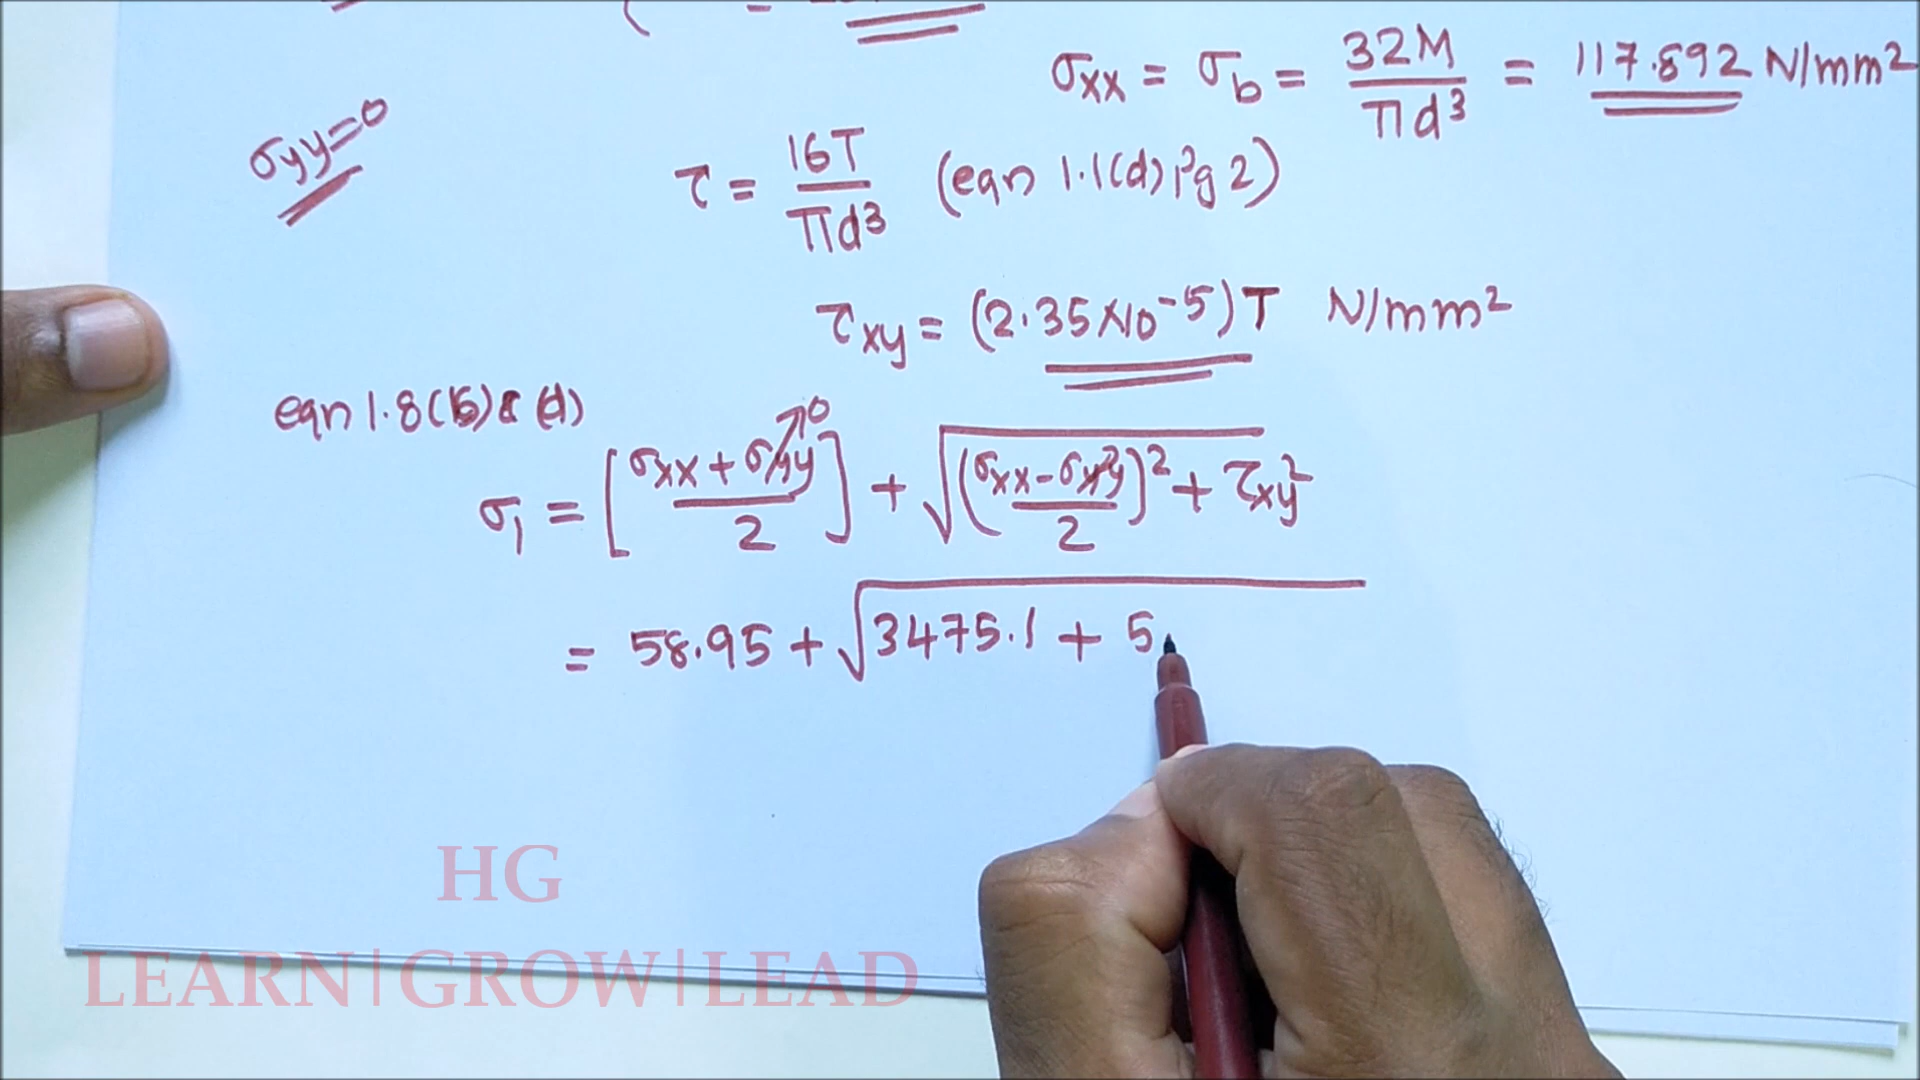 σxx = σb = 32M / πd³ = 117.892 N/mm²
σyy = 0
τ = 16T / πd³ (eqn 1.1(d) Pg 2)
τxy = (2.35×10⁻⁵) T N/mm²
eqn 1.8(b) & (d)
σ₁ = [(σxx + σyy↗0) / 2] + √(((σxx - σxy) / 2)² + τxy²)
= 58.95 + √(3475.1 + 5.
HG
LEARN|GROW|LEAD